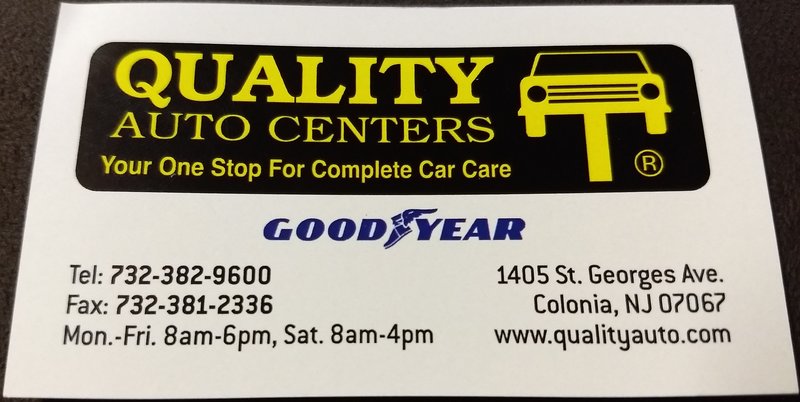 QUALITY
AUTO CENTERS
Your One Stop For Complete Car Care
®
GOODYEAR
Tel: 732-382-9600
Fax: 732-381-2336
Mon.-Fri. 8am-6pm, Sat. 8am-4pm
1405 St. Georges Ave.
Colonia, NJ 07067
www.qualityauto.com